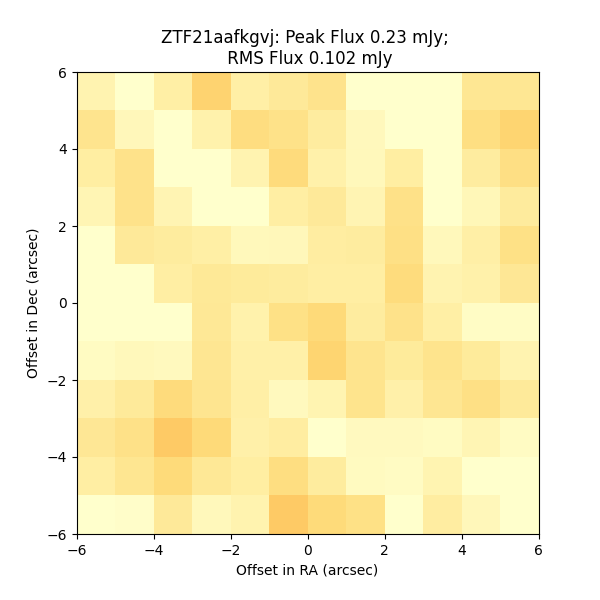 ZTF21aafkgvj: Peak Flux 0.23 mJy;
RMS Flux 0.102 mJy
6
4
2
0
−2
−4
−6
Offset in Dec (arcsec)
−6 −4 −2 0 2 4 6
Offset in RA (arcsec)